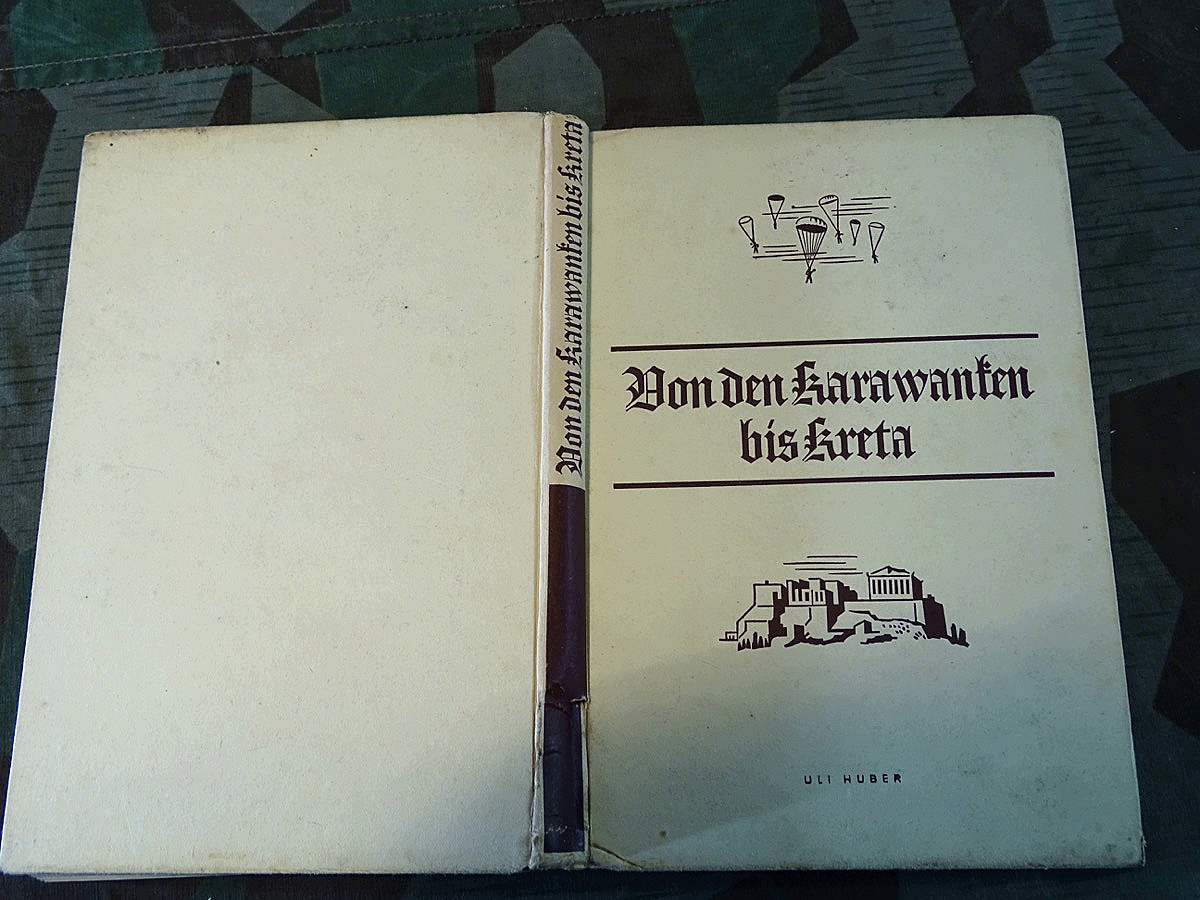 Von den Karawanken bis Kreta
Von den Karawanken
bis Kreta
ULI HUBER